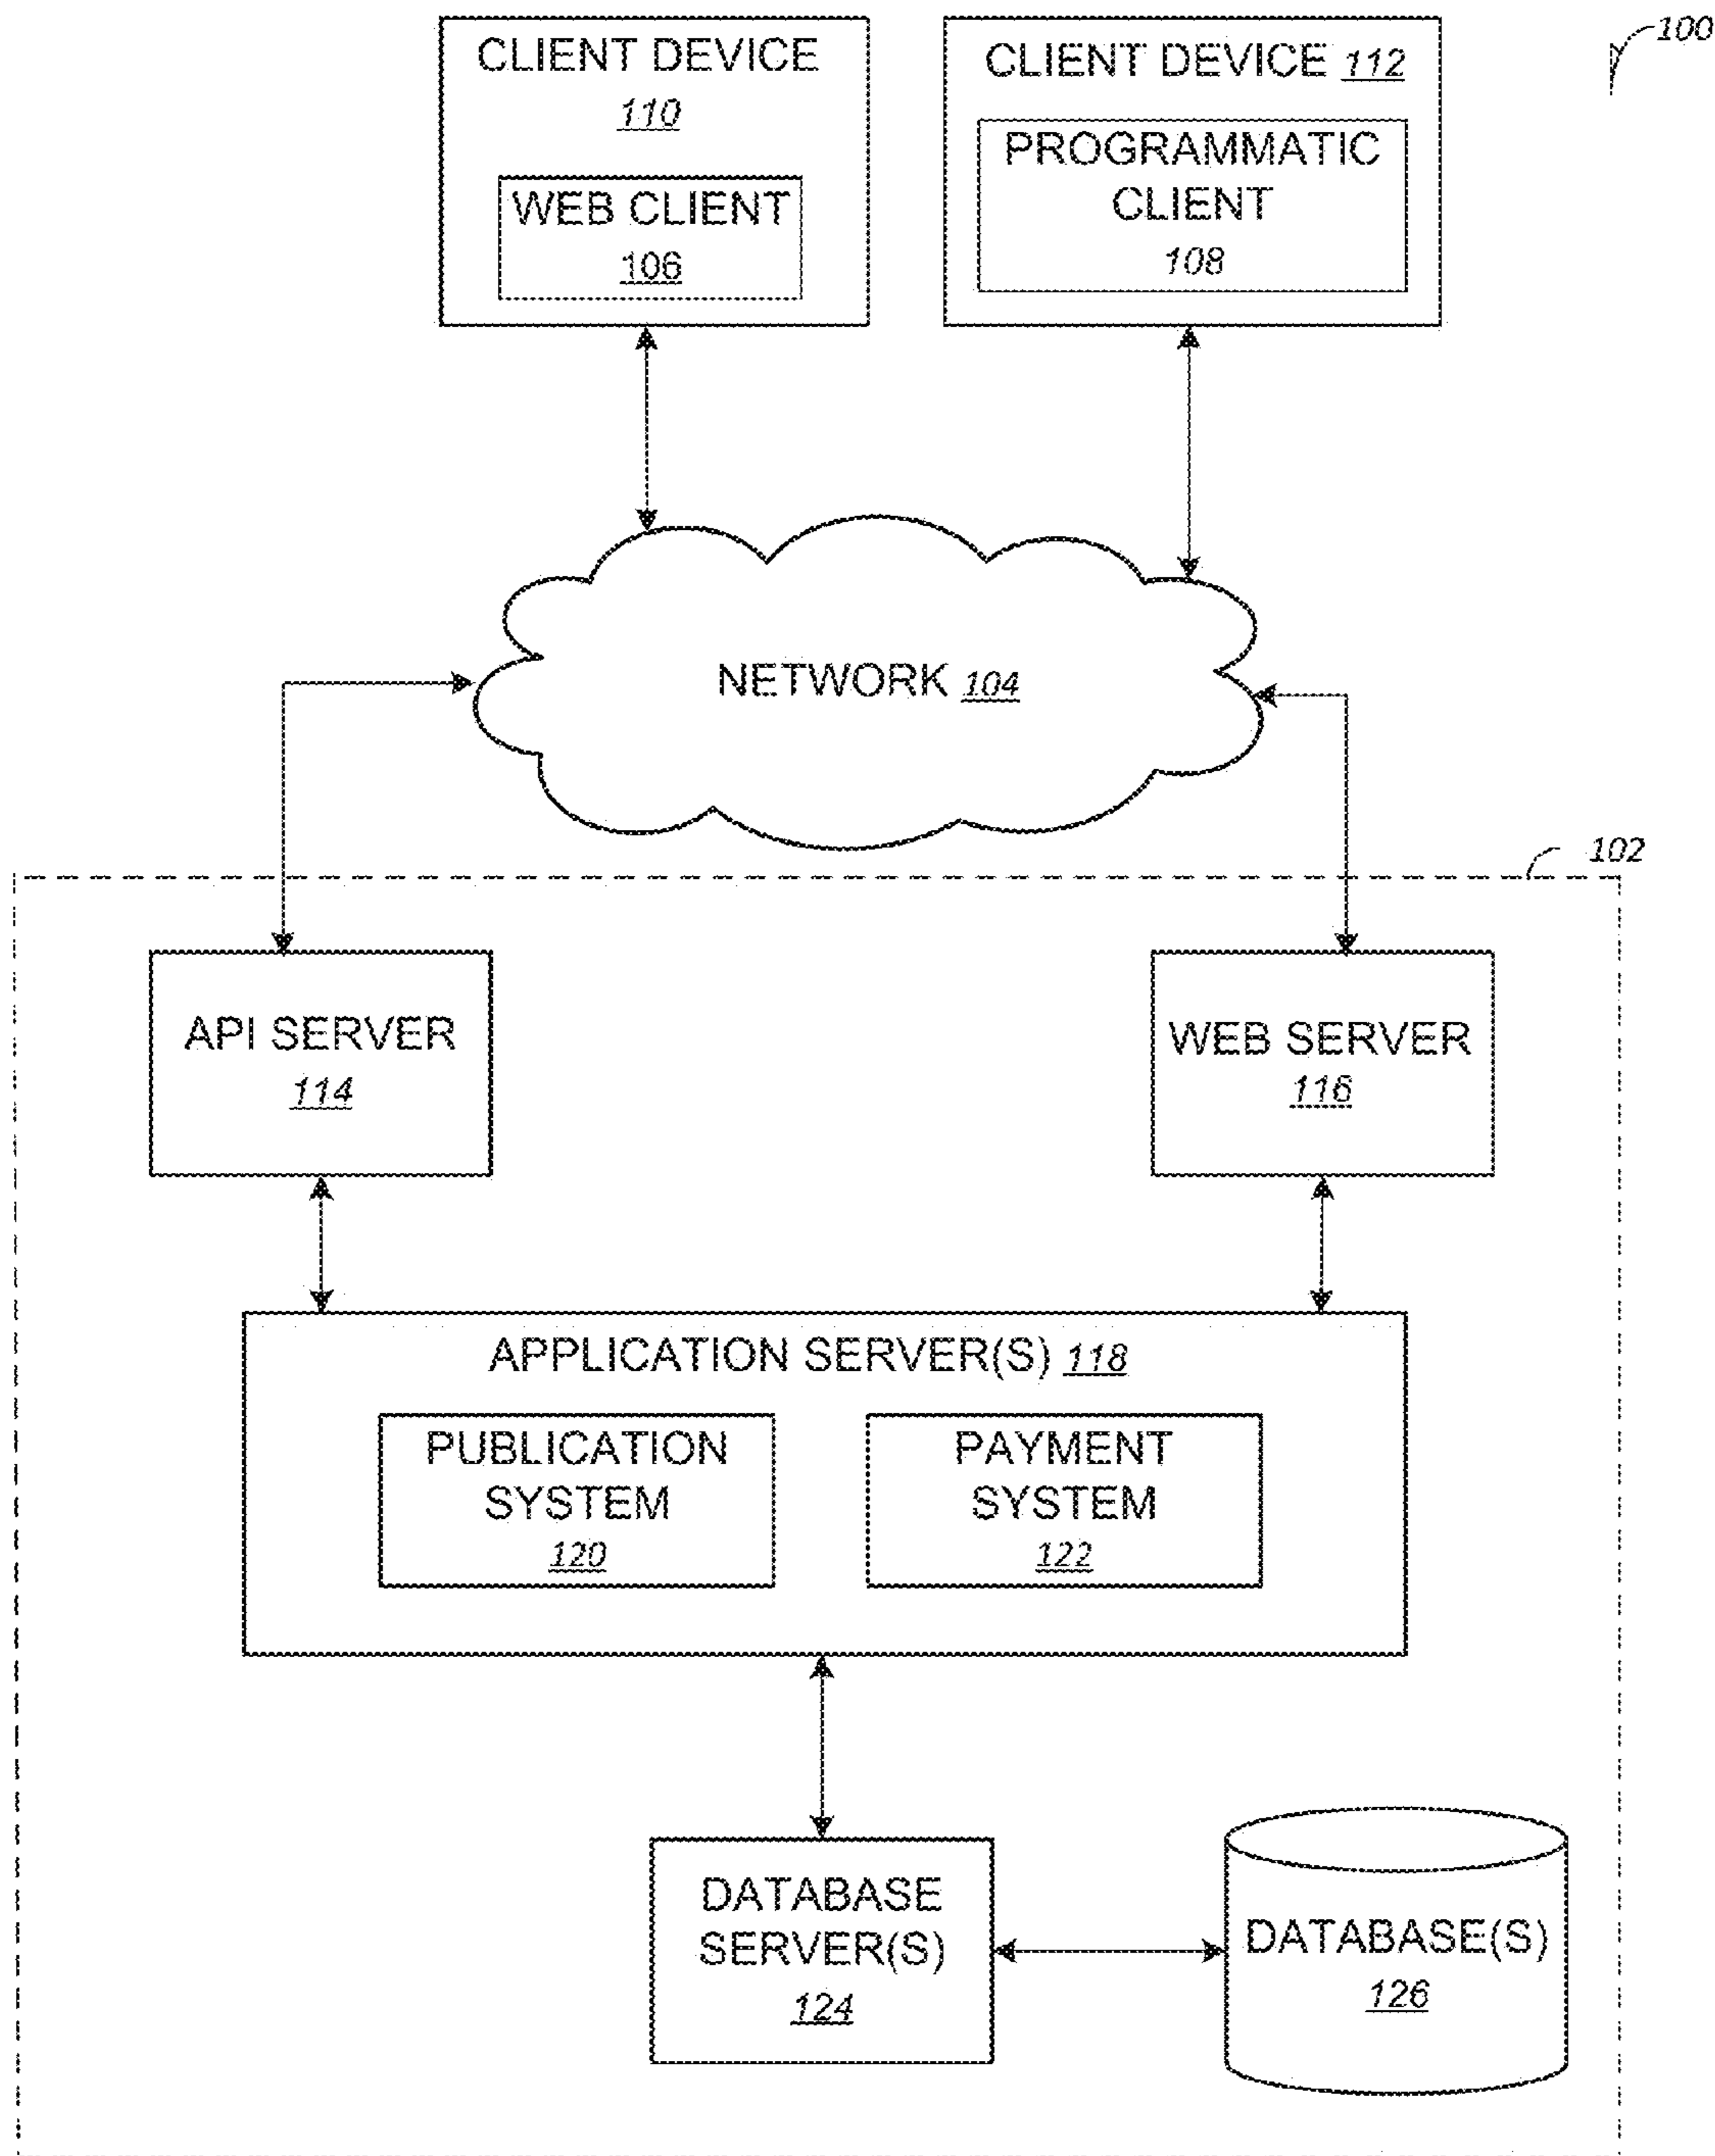 100
CLIENT DEVICE
110
WEB CLIENT
106
CLIENT DEVICE 112
PROGRAMMATIC
CLIENT
108
NETWORK 104
102
API SERVER
114
WEB SERVER
116
APPLICATION SERVER(S) 118
PUBLICATION
SYSTEM
120
PAYMENT
SYSTEM
122
DATABASE
SERVER(S)
124
DATABASE(S)
126